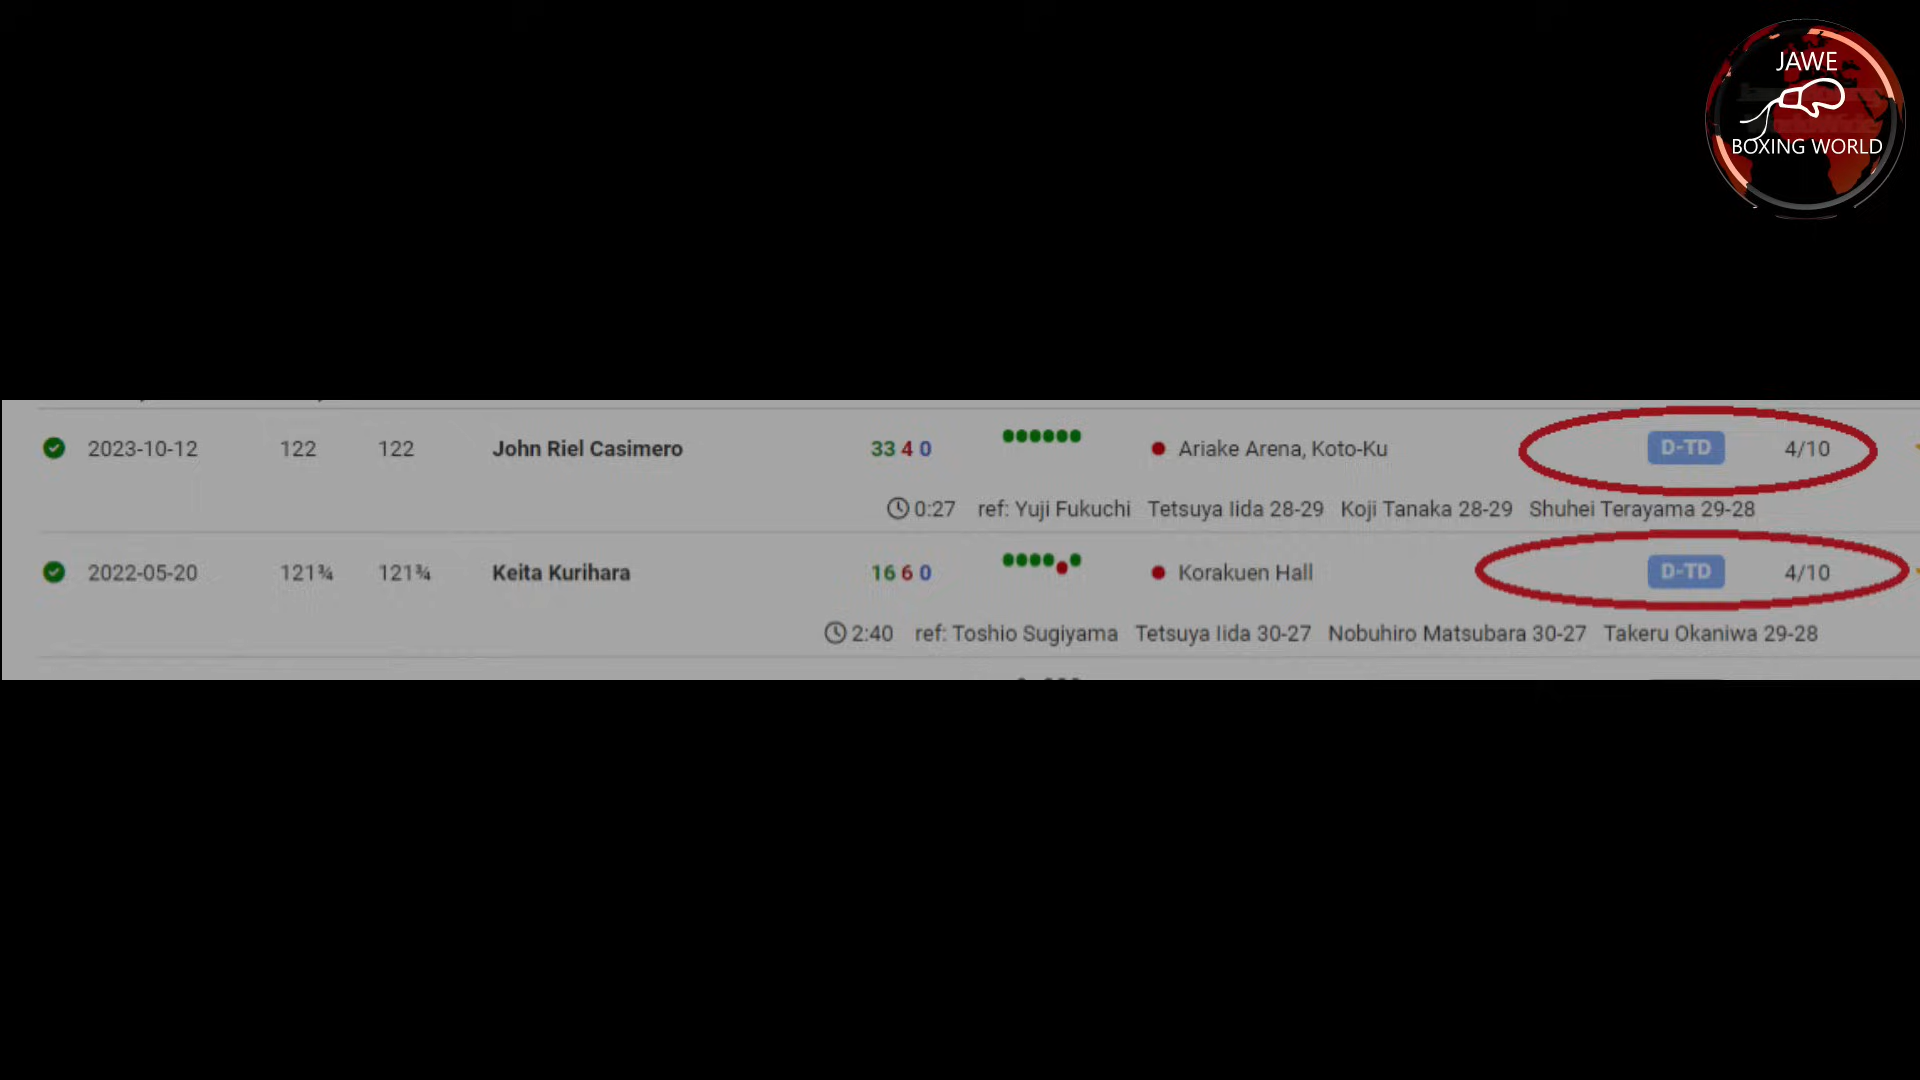 JAWE
BOXING WORLD
2023-10-12 122 122 John Riel Casimero 33 4 0 Ariake Arena, Koto-Ku D-TD 4/10
0:27 ref: Yuji Fukuchi Tetsuya Iida 28-29 Koji Tanaka 28-29 Shuhei Terayama 29-28
2022-05-20 121¾ 121¾ Keita Kurihara 16 6 0 Korakuen Hall D-TD 4/10
2:40 ref: Toshio Sugiyama Tetsuya Iida 30-27 Nobuhiro Matsubara 30-27 Takeru Okaniwa 29-28